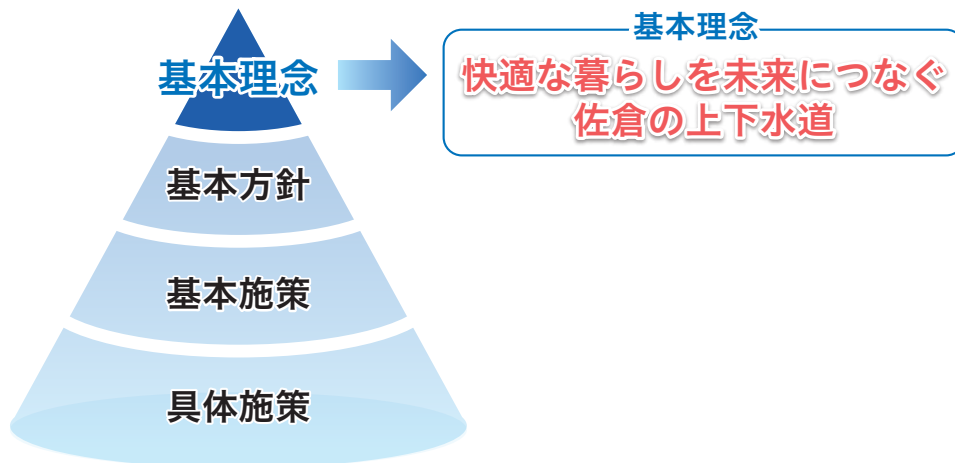 基本理念
基本理念
快適な暮らしを未来につなぐ
佐倉の上下水道
基本方針
基本施策
具体施策